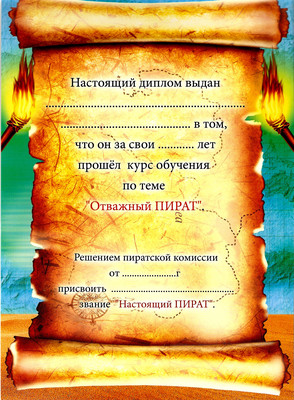 Настоящий диплом выдан
.......................................................
.................................... в том,
что он за свои ........... лет
прошёл курс обучения
по теме
"Отважный ПИРАТ".
Решением пиратской комиссии
от ......................г
присвоить ..................................
звание "Настоящий ПИРАТ".